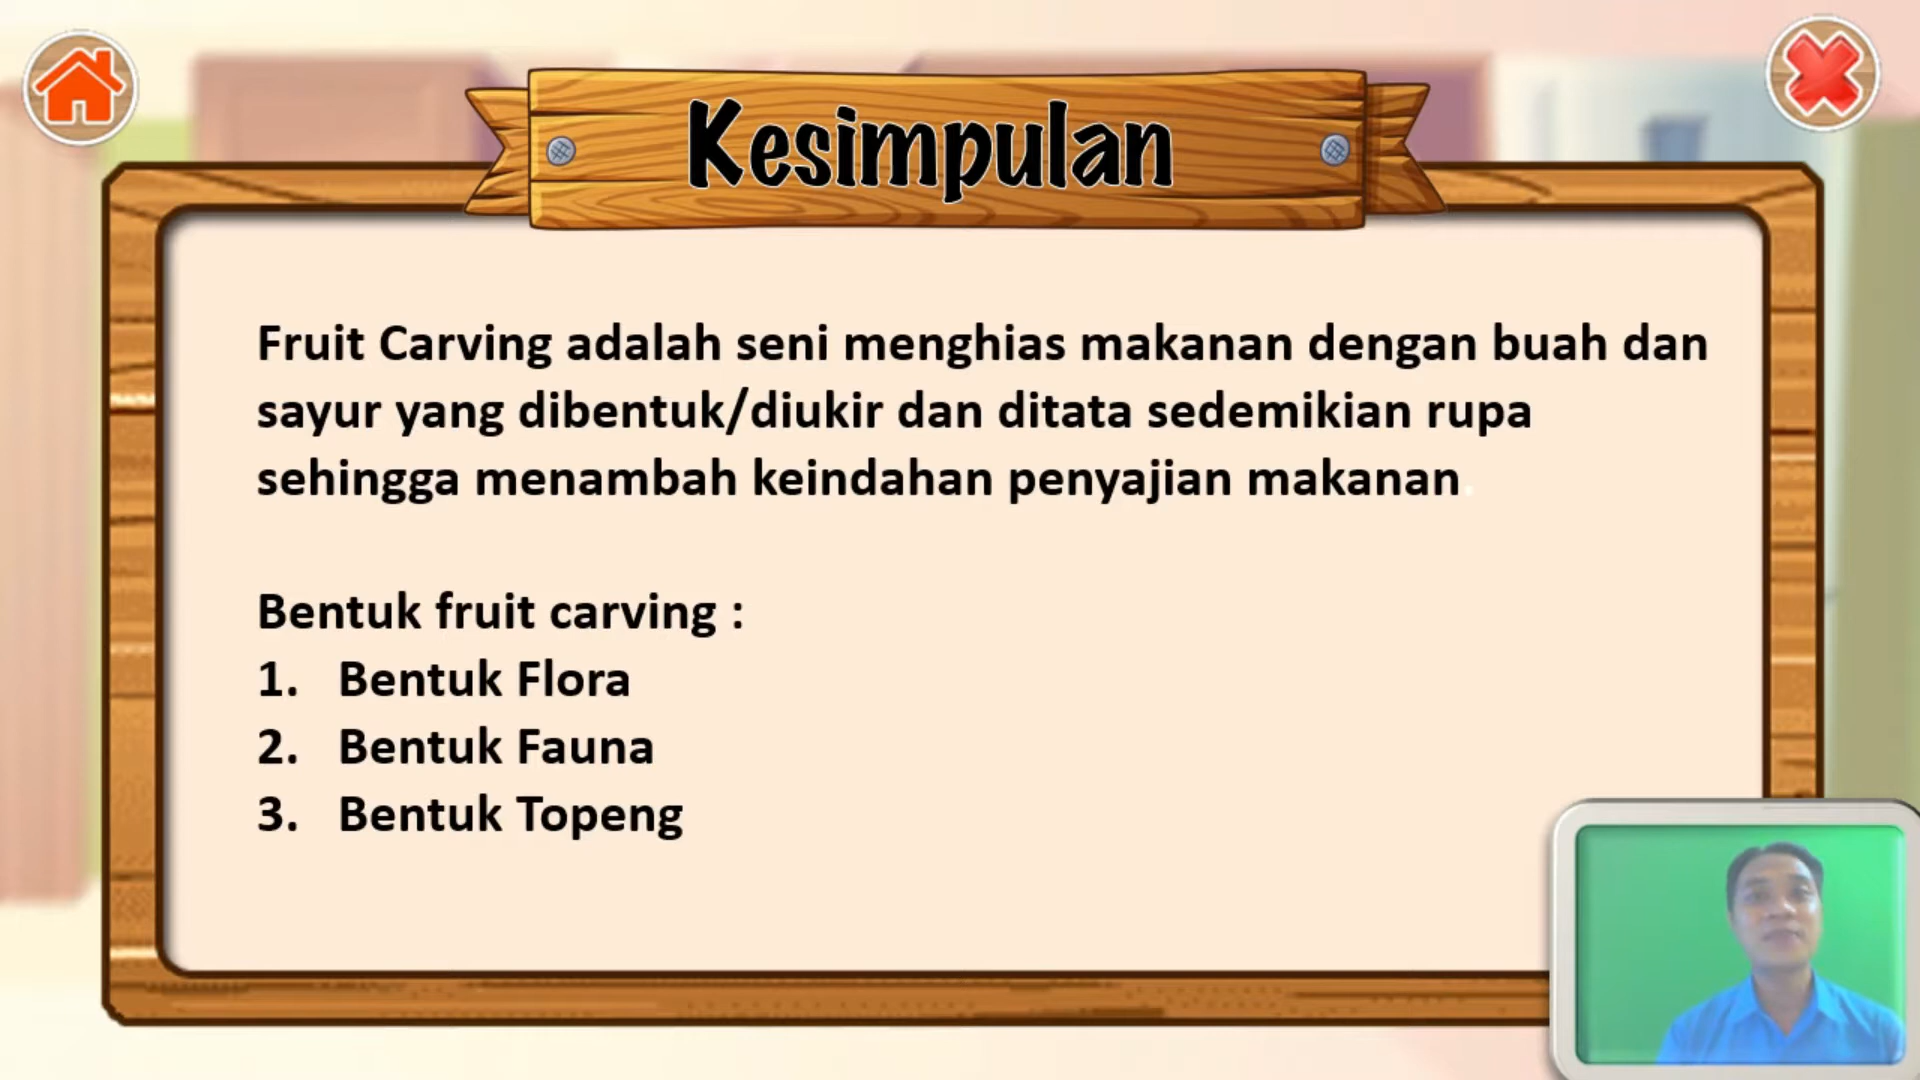 Kesimpulan
Fruit Carving adalah seni menghias makanan dengan buah dan
sayur yang dibentuk/diukir dan ditata sedemikian rupa
sehingga menambah keindahan penyajian makanan.
Bentuk fruit carving :
1. Bentuk Flora
2. Bentuk Fauna
3. Bentuk Topeng